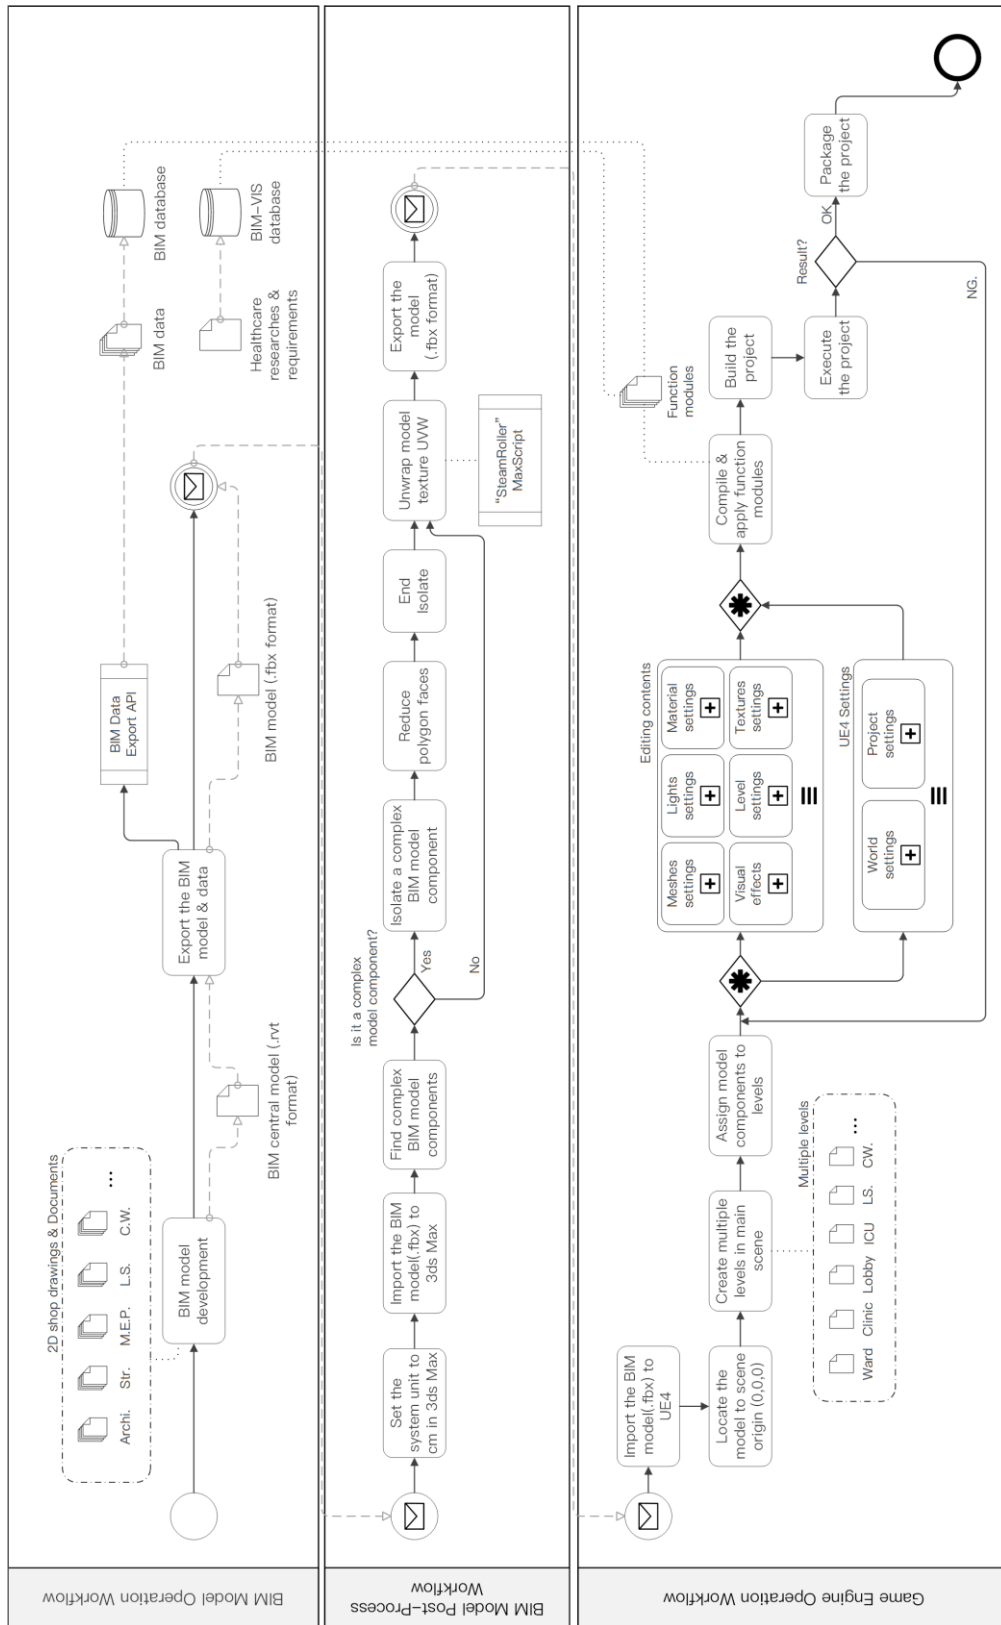 BIM Model Operation Workflow
2D shop drawings & Documents
Archi.
Str.
M.E.P.
L.S.
C.W.
...
BIM model
development
BIM central model (.rvt
format)
Export the BIM
model & data
BIM Data
Export API
BIM model (.fbx format)
BIM data
BIM database
Healthcare
researches &
requirements
BIM-VIS
database
BIM Model Post-Process
Workflow
Set the
system unit to
cm in 3ds Max
Import the BIM
model(.fbx) to
3ds Max
Find complex
BIM model
components
Is it a complex
model component?
Yes
No
Isolate a complex
BIM model
component
Reduce
polygon faces
End
Isolate
Unwrap model
texture UVW
"SteamRoller"
MaxScript
Export the
model
(.fbx format)
Game Engine Operation Workflow
Import the BIM
model(.fbx) to
UE4
Locate the
model to scene
origin (0,0,0)
Create multiple
levels in main
scene
Multiple levels
Ward
Clinic
Lobby
ICU
LS.
CW.
...
Assign model
components to
levels
Editing contents
Meshes
settings
Lights
settings
Material
settings
Visual
effects
Level
settings
Textures
settings
UE4 Settings
World
settings
Project
settings
Compile &
apply function
modules
Function
modules
Build the
project
Execute
the project
Result?
OK
NG.
Package
the project